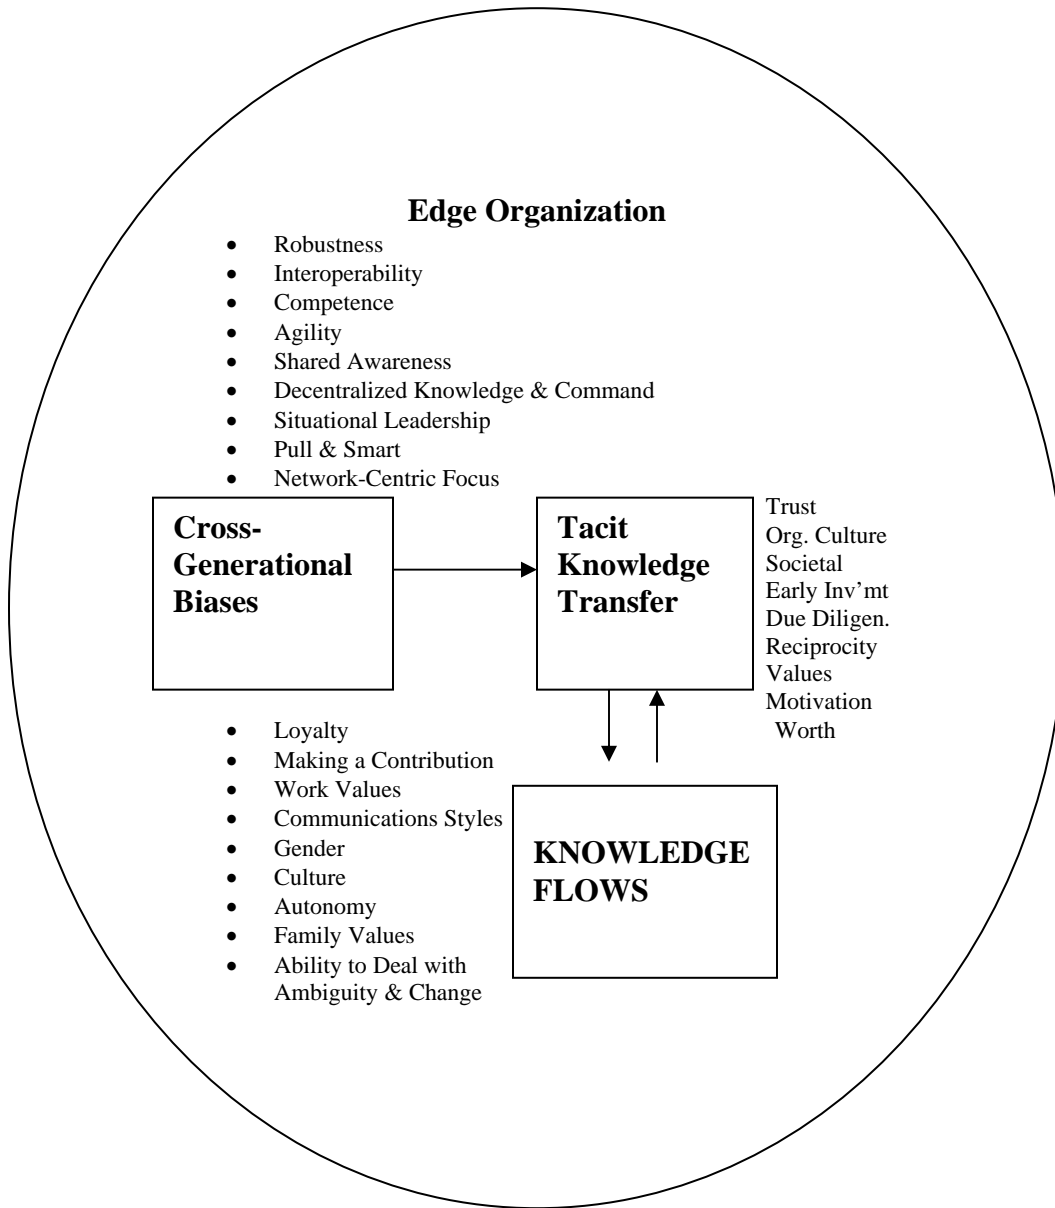 Edge Organization
• Robustness
• Interoperability
• Competence
• Agility
• Shared Awareness
• Decentralized Knowledge & Command
• Situational Leadership
• Pull & Smart
• Network-Centric Focus
Cross-
Generational
Biases
Tacit
Knowledge
Transfer
Trust
Org. Culture
Societal
Early Inv’mt
Due Diligen.
Reciprocity
Values
Motivation
Worth
• Loyalty
• Making a Contribution
• Work Values
• Communications Styles
• Gender
• Culture
• Autonomy
• Family Values
• Ability to Deal with
Ambiguity & Change
KNOWLEDGE
FLOWS